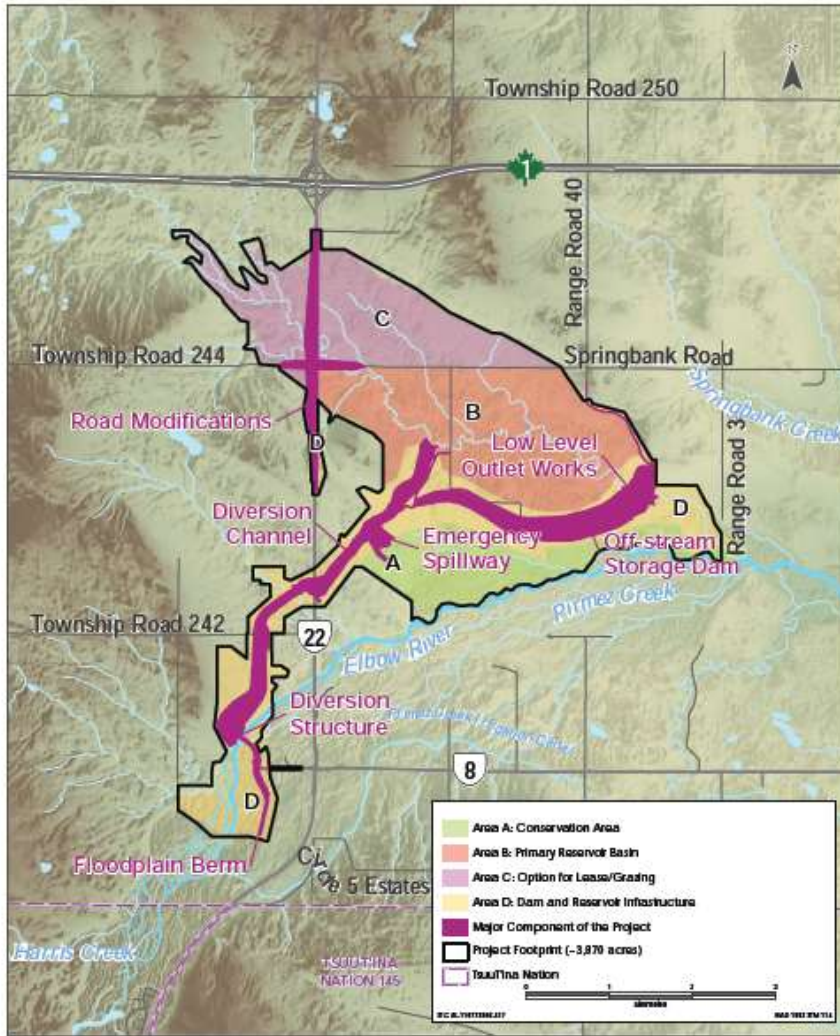 N
Township Road 250
1
Range Road 40
C
Township Road 244
Springbank Road
Springbank Creek
B
Road Modifications
Low Level
Outlet Works
D
Range Road 3
D
Diversion
Channel
Emergency
Spillway
Off-stream
Storage Dam
A
Pirmez Creek
Township Road 242
22
Elbow River
Diversion
Structure
8
D
Floodplain Berm
Cycle 5 Estates
Harris Creek
TSUUT'INA
NATION 145
Area A: Conservation Area
Area B: Primary Reservoir Basin
Area C: Option for Lease/Grazing
Area D: Dam and Reservoir Infrastructure
Major Component of the Project
Project Footprint (~3,870 acres)
Tsuut'ina Nation
0 1 2 3
kilometres